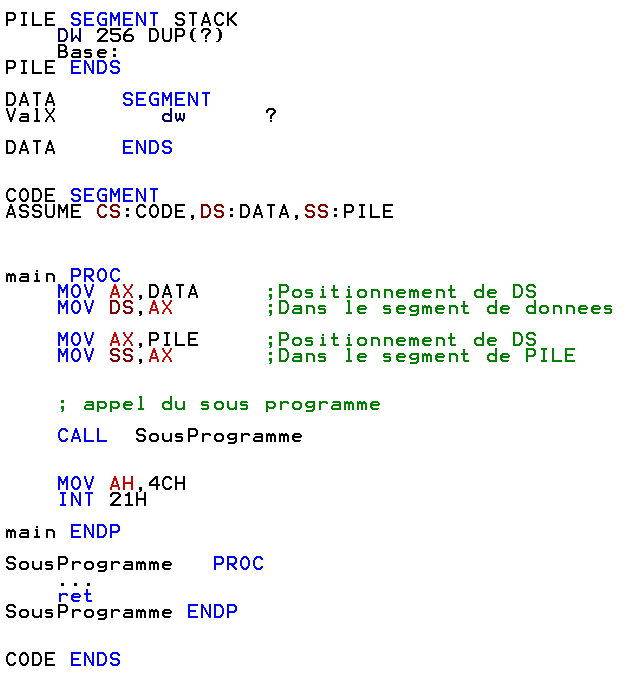 PILE SEGMENT STACK
DW 256 DUP(?)
Base:
PILE ENDS
DATA SEGMENT
ValX dw ?
DATA ENDS
CODE SEGMENT
ASSUME CS:CODE,DS:DATA,SS:PILE
main PROC
MOV AX,DATA ;Positionnement de DS
MOV DS,AX ;Dans le segment de donnees
MOV AX,PILE ;Positionnement de DS
MOV SS,AX ;Dans le segment de PILE
; appel du sous programme
CALL SousProgramme
MOV AH,4CH
INT 21H
main ENDP
SousProgramme PROC
...
ret
SousProgramme ENDP
CODE ENDS